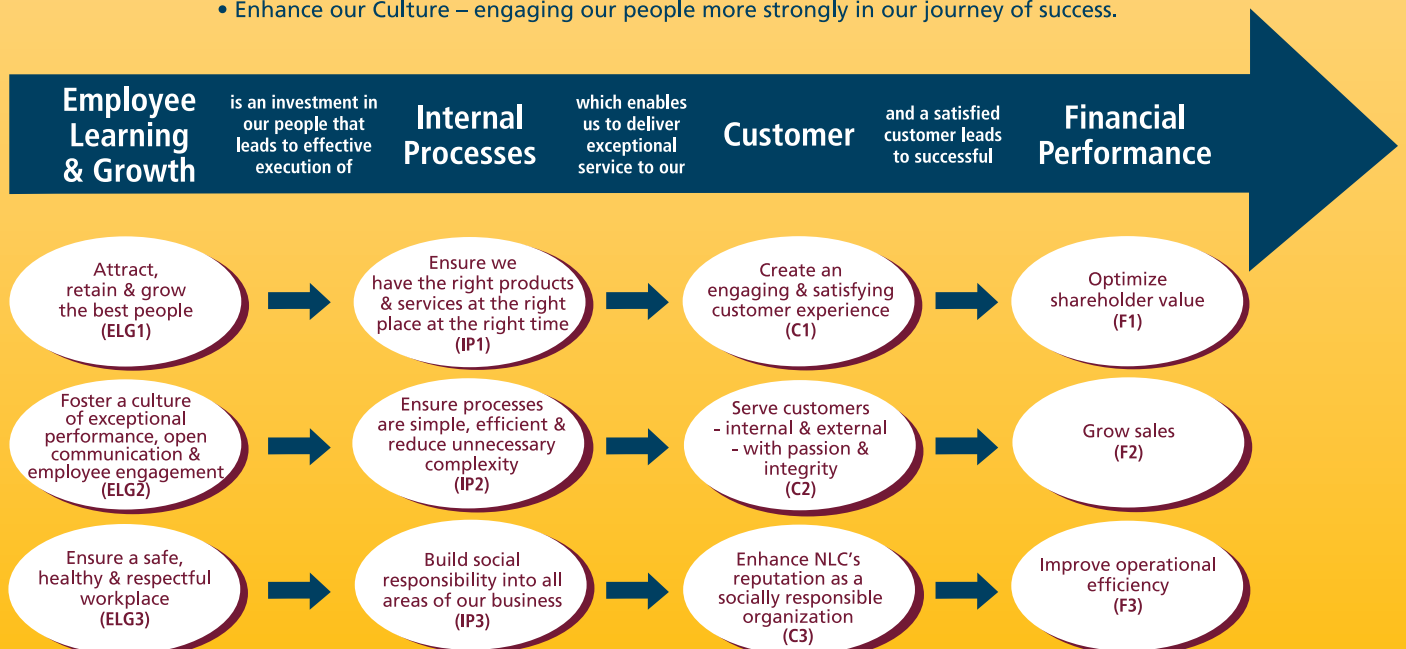 • Enhance our Culture – engaging our people more strongly in our journey of success.
Employee
Learning
& Growth
is an investment in
our people that
leads to effective
execution of
Internal
Processes
which enables
us to deliver
exceptional
service to our
Customer
and a satisfied
customer leads
to successful
Financial
Performance
Attract,
retain & grow
the best people
(ELG1)
Ensure we
have the right products
& services at the right
place at the right time
(IP1)
Create an
engaging & satisfying
customer experience
(C1)
Optimize
shareholder value
(F1)
Foster a culture
of exceptional
performance, open
communication &
employee engagement
(ELG2)
Ensure processes
are simple, efficient &
reduce unnecessary
complexity
(IP2)
Serve customers
- internal & external
- with passion &
integrity
(C2)
Grow sales
(F2)
Ensure a safe,
healthy & respectful
workplace
(ELG3)
Build social
responsibility into all
areas of our business
(IP3)
Enhance NLC's
reputation as a
socially responsible
organization
(C3)
Improve operational
efficiency
(F3)